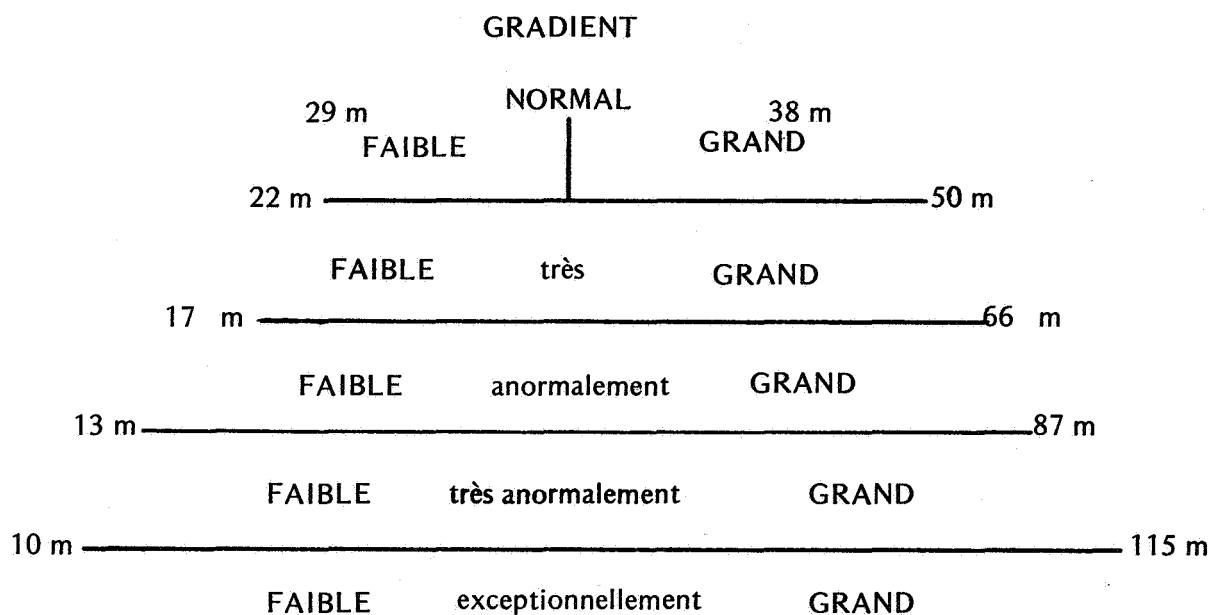 GRADIENT
29 m NORMAL 38 m
FAIBLE GRAND
22 m 50 m
FAIBLE très GRAND
17 m 66 m
FAIBLE anormalement GRAND
13 m 87 m
FAIBLE très anormalement GRAND
10 m 115 m
FAIBLE exceptionnellement GRAND